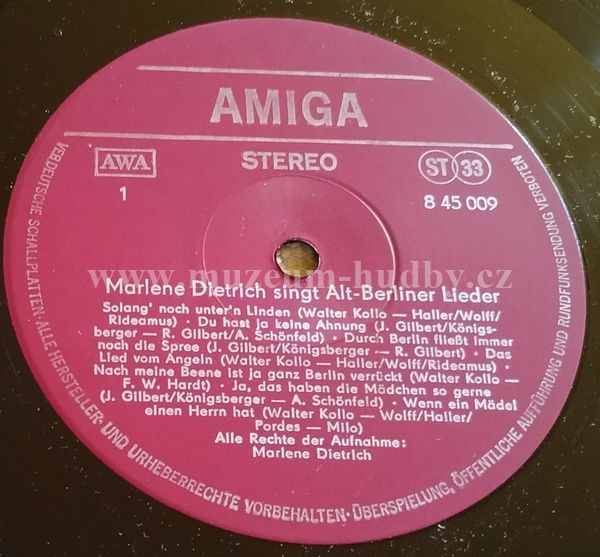 AMIGA
AWA
STEREO
ST 33
1
8 45 009
www.muzeum-hudby.cz
Marlene Dietrich singt Alt-Berliner Lieder
Solang' noch unter'n Linden (Walter Kollo — Haller/Wolff/
Rideamus) · Du hast ja keine Ahnung (J. Gilbert/Königs-
berger — R. Gilbert/A. Schönfeld) · Durch Berlin fließt immer
noch die Spree (J. Gilbert/Königsberger — R. Gilbert) · Das
Lied vom Angeln (Walter Kollo — Haller/Wolff/Rideamus) ·
Nach meine Beene ist ja ganz Berlin verrückt (Walter Kollo —
F. W. Hardt) · Ja, das haben die Mädchen so gerne
(J. Gilbert/Königsberger — A. Schönfeld) · Wenn ein Mädel
einen Herrn hat (Walter Kollo — Wolff/Haller/
Pordes — Milo)
Alle Rechte der Aufnahme:
Marlene Dietrich
VEB DEUTSCHE SCHALLPLATTEN · ALLE HERSTELLER- UND URHEBERRECHTE VORBEHALTEN · ÜBERSPIELUNG, ÖFFENTLICHE AUFFÜHRUNG UND RUNDFUNKSENDUNG VERBOTEN